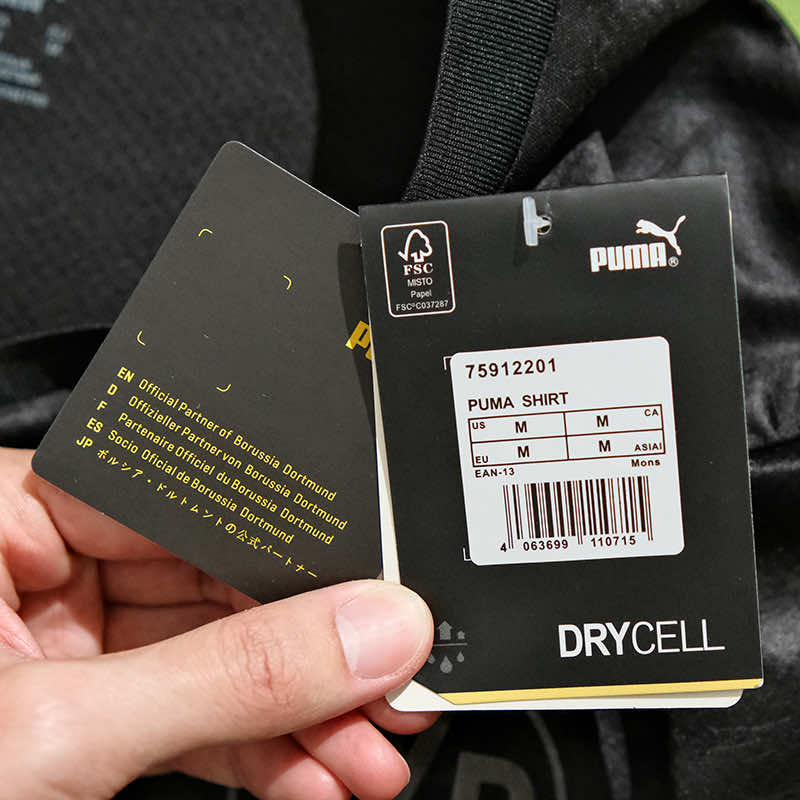 EN Official Partner of Borussia Dortmund
D Offizieller Partner von Borussia Dortmund
F Partenaire Officiel du Borussia Dortmund
ES Socio Oficial de Borussia Dortmund
JP ボルシア・ドルトムントの公式パートナー
FSC
MISTO
Papel
FSC® C037287
PUMA®
75912201
PUMA SHIRT
US M M CA
EU M M ASIAI
EAN-13 Mons
4 063699 110715
DRYCELL